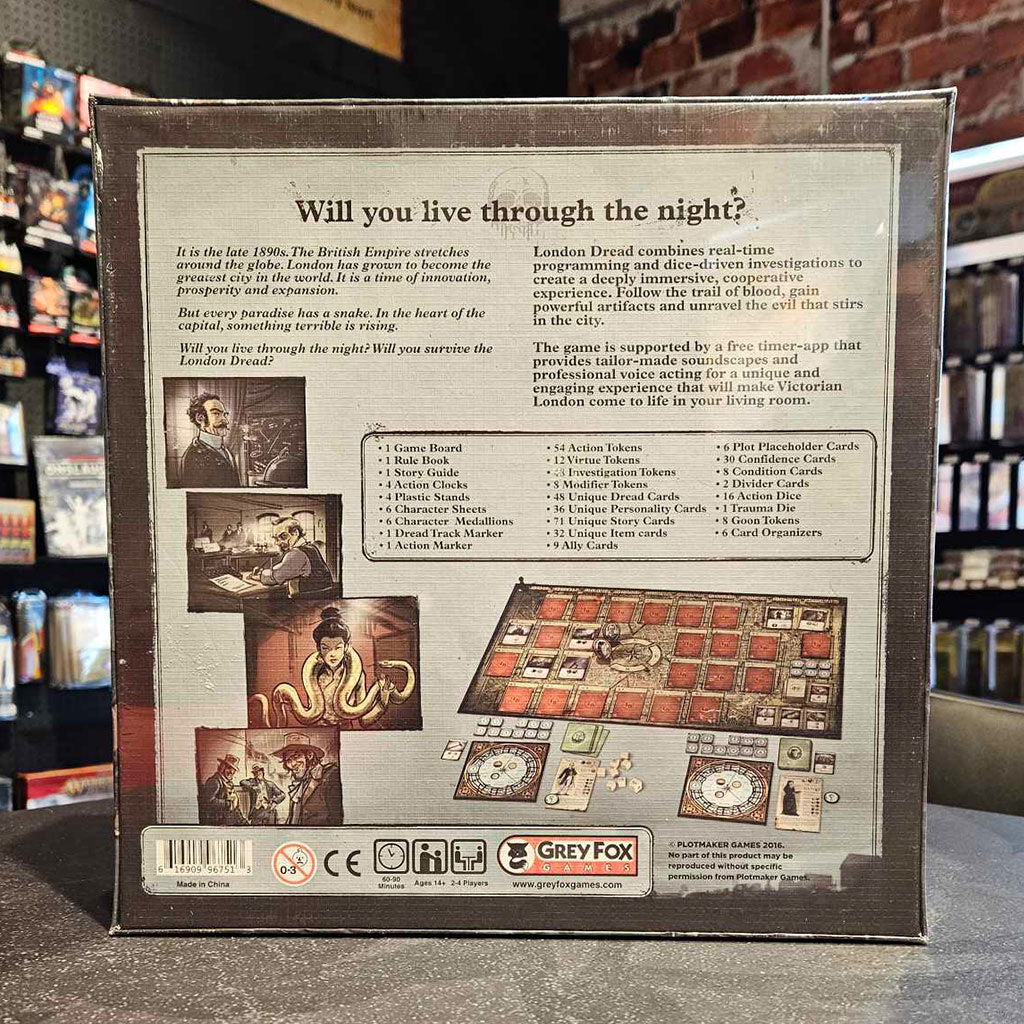 Will you live through the night?
It is the late 1890s. The British Empire stretches
around the globe. London has grown to become the
greatest city in the world. It is a time of innovation,
prosperity and expansion.
But every paradise has a snake. In the heart of the
capital, something terrible is rising.
Will you live through the night? Will you survive the
London Dread?
London Dread combines real-time
programming and dice-driven investigations to
create a deeply immersive, cooperative
experience. Follow the trail of blood, gain
powerful artifacts and unravel the evil that stirs
in the city.
The game is supported by a free timer-app that
provides tailor-made soundscapes and
professional voice acting for a unique and
engaging experience that will make Victorian
London come to life in your living room.
• 1 Game Board
• 1 Rule Book
• 1 Story Guide
• 4 Action Clocks
• 4 Plastic Stands
• 6 Character Sheets
• 6 Character Medallions
• 1 Dread Track Marker
• 1 Action Marker
• 54 Action Tokens
• 12 Virtue Tokens
Investigation Tokens
• 8 Modifier Tokens
• 48 Unique Dread Cards
• 36 Unique Personality Cards
• 71 Unique Story Cards
• 32 Unique Item cards
• 9 Ally Cards
• 6 Plot Placeholder Cards
• 30 Confidence Cards
• 8 Condition Cards
• 2 Divider Cards
• 16 Action Dice
• 1 Trauma Die
• 8 Goon Tokens
• 6 Card Organizers
6 16909 96751 3
Made in China
0-3
CE
60-90
Minutes
Ages 14+
2-4 Players
GREY FOX
GAMES
www.greyfoxgames.com
© PLOTMAKER GAMES 2016.
No part of this product may be
reproduced without specific
permission from Plotmaker Games.